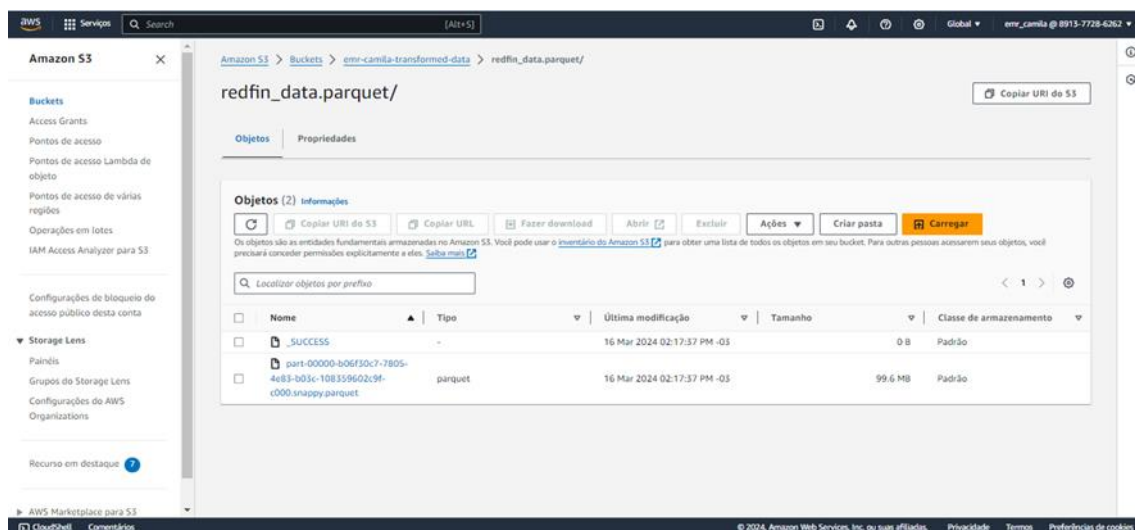 aws Serviços Search [Alt+S] Global emr_camila @ 8913-7728-6262
Amazon S3
Buckets
Access Grants
Pontos de acesso
Pontos de acesso Lambda de
objeto
Pontos de acesso de várias
regiões
Operações em lotes
IAM Access Analyzer para S3
Configurações de bloqueio do
acesso público desta conta
Storage Lens
Painéis
Grupos do Storage Lens
Configurações do AWS
Organizations
Recurso em destaque 7
AWS Marketplace para S3
Amazon S3 > Buckets > emr-camila-transformed-data > redfin_data.parquet/
redfin_data.parquet/
Copiar URI do S3
Objetos Propriedades
Objetos (2) Informações
Copiar URI do S3 Copiar URL Fazer download Abrir Excluir Ações Criar pasta Carregar
Os objetos são as entidades fundamentais armazenadas no Amazon S3. Você pode usar o inventário do Amazon S3 para obter uma lista de todos os objetos em seu bucket. Para outras pessoas acessarem seus objetos, você
precisará conceder permissões explicitamente a eles. Saiba mais
Localizar objetos por prefixo
1
Nome Tipo Última modificação Tamanho Classe de armazenamento
_SUCCESS - 16 Mar 2024 02:17:37 PM -03 0 B Padrão
part-00000-b06f30c7-7805-
4e83-b03c-108359602c9f- parquet 16 Mar 2024 02:17:37 PM -03 99.6 MB Padrão
c000.snappy.parquet
CloudShell Comentários © 2024, Amazon Web Services, Inc. ou suas afiliadas. Privacidade Termos Preferências de cookies